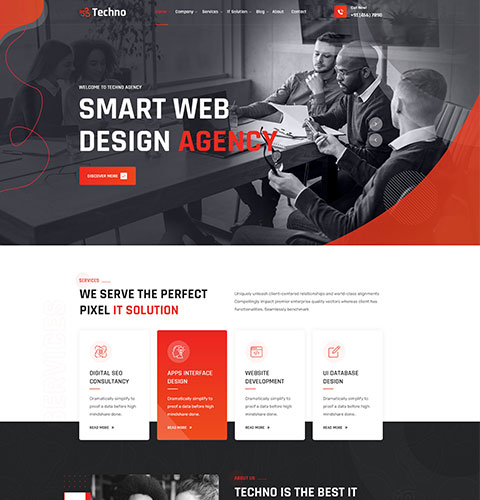 Techno
Home Company Services IT Solution Blog About Contact
Call Now!
+91(466) 7890
WELCOME TO TECHNO AGENCY
SMART WEB
DESIGN AGENCY
DISCOVER MORE
SERVICES
WE SERVE THE PERFECT
PIXEL IT SOLUTION
Uniquely unleash client-centered relationships and world-class alignments
Compellingly impact premier enterprise quality vectors whereas client has
functionalities. Seamlessly benchmark
DIGITAL SEO
CONSULTANCY
Dramatically simplify to
proof a data before high
mindshare done.
READ MORE
APPS INTERFACE
DESIGN
Dramatically simplify to
proof a data before high
mindshare done.
READ MORE
WEBSITE
DEVELOPMENT
Dramatically simplify to
proof a data before high
mindshare done.
READ MORE
UI DATABASE
DESIGN
Dramatically simplify to
proof a data before high
mindshare done.
READ MORE
SERVICES
ABOUT US
TECHNO IS THE BEST IT